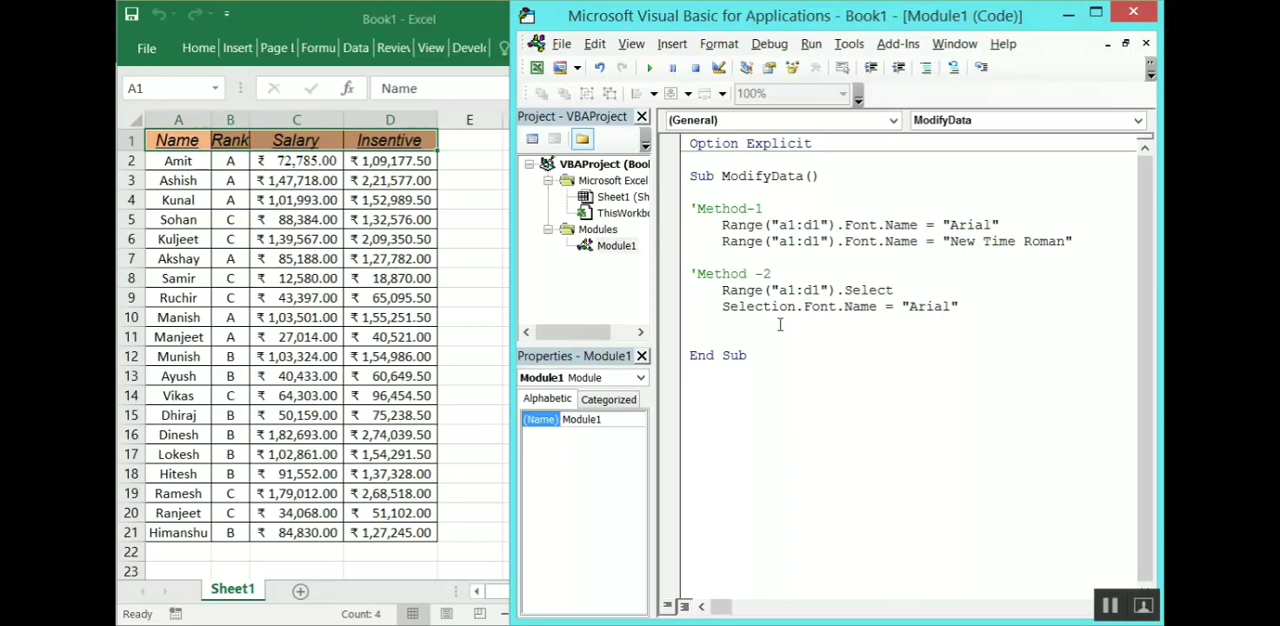 Book1 - Excel
File Home Insert Page L Formu Data Reviev View Develc
A1 fx Name
A B C D E
1 Name Rank Salary Insentive
2 Amit A ₹ 72,785.00 ₹ 1,09,177.50
3 Ashish A ₹ 1,47,718.00 ₹ 2,21,577.00
4 Kunal A ₹ 1,01,993.00 ₹ 1,52,989.50
5 Sohan C ₹ 88,384.00 ₹ 1,32,576.00
6 Kuljeet C ₹ 1,39,567.00 ₹ 2,09,350.50
7 Akshay A ₹ 85,188.00 ₹ 1,27,782.00
8 Samir C ₹ 12,580.00 ₹ 18,870.00
9 Ruchir C ₹ 43,397.00 ₹ 65,095.50
10 Manish A ₹ 1,03,501.00 ₹ 1,55,251.50
11 Manjeet A ₹ 27,014.00 ₹ 40,521.00
12 Munish B ₹ 1,03,324.00 ₹ 1,54,986.00
13 Ayush B ₹ 40,433.00 ₹ 60,649.50
14 Vikas C ₹ 64,303.00 ₹ 96,454.50
15 Dhiraj B ₹ 50,159.00 ₹ 75,238.50
16 Dinesh B ₹ 1,82,693.00 ₹ 2,74,039.50
17 Lokesh B ₹ 1,02,861.00 ₹ 1,54,291.50
18 Hitesh B ₹ 91,552.00 ₹ 1,37,328.00
19 Ramesh C ₹ 1,79,012.00 ₹ 2,68,518.00
20 Ranjeet C ₹ 34,068.00 ₹ 51,102.00
21 Himanshu B ₹ 84,830.00 ₹ 1,27,245.00
22
23
Sheet1
Ready Count: 4
Microsoft Visual Basic for Applications - Book1 - [Module1 (Code)]
File Edit View Insert Format Debug Run Tools Add-Ins Window Help
100%
Project - VBAProject
VBAProject (Bool
Microsoft Excel
Sheet1 (Sh
ThisWorkbo
Modules
Module1
Properties - Module1
Module1 Module
Alphabetic Categorized
(Name) Module1
(General) ModifyData
Option Explicit
Sub ModifyData()
'Method-1
Range("a1:d1").Font.Name = "Arial"
Range("a1:d1").Font.Name = "New Time Roman"
'Method -2
Range("a1:d1").Select
Selection.Font.Name = "Arial"
End Sub